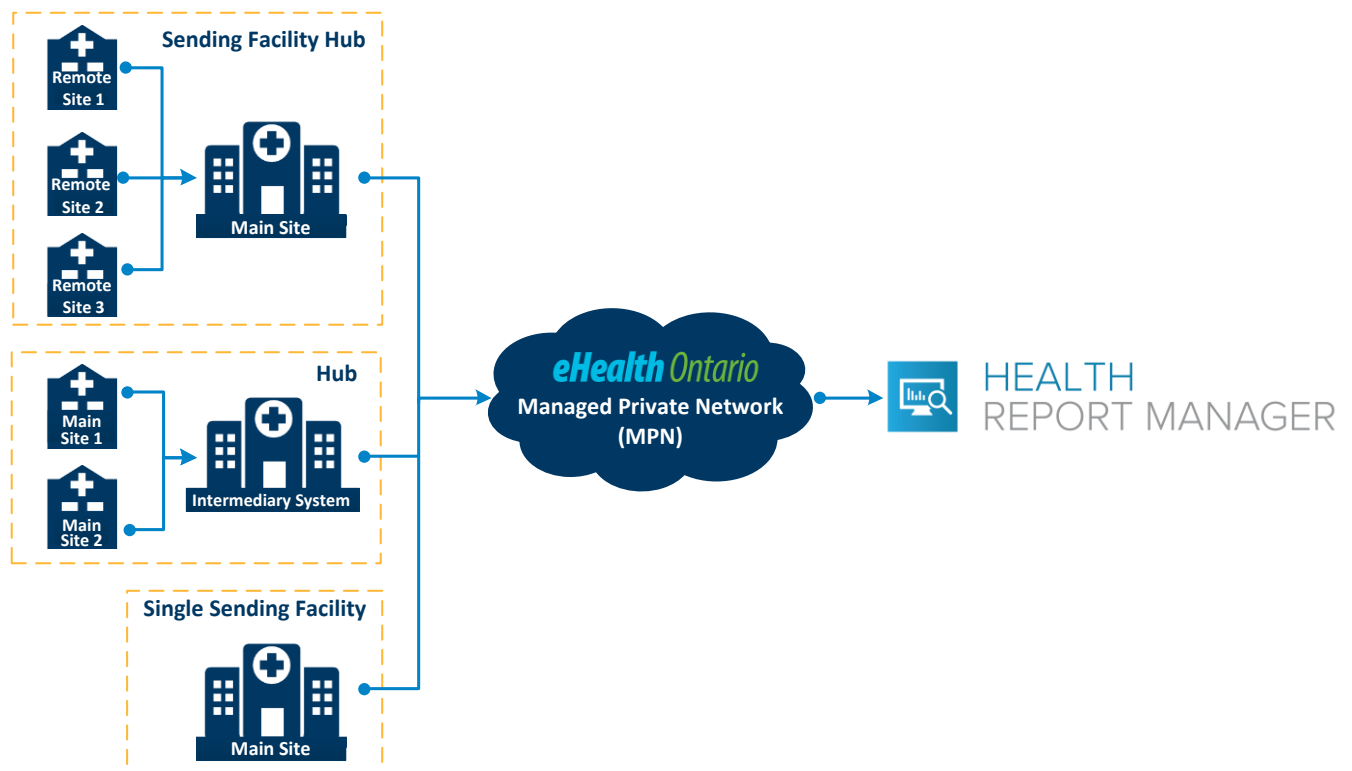 Sending Facility Hub
Remote
Site 1
Remote
Site 2
Remote
Site 3
Main Site
Hub
Main
Site 1
Main
Site 2
Intermediary System
Single Sending Facility
Main Site
eHealth Ontario
Managed Private Network
(MPN)
HEALTH
REPORT MANAGER